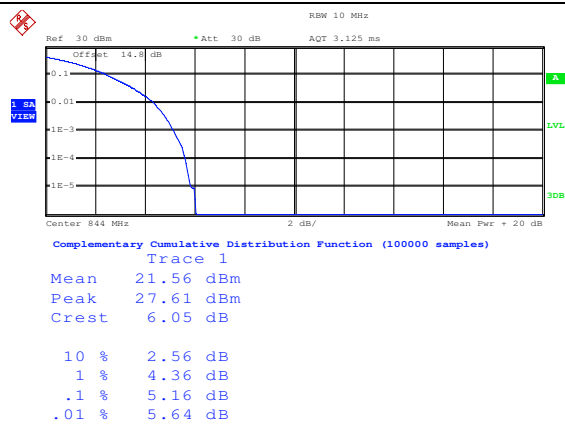 R S
RBW 10 MHz
Ref 30 dBm *Att 30 dB AQT 3.125 ms
Offset 14.8 dB
0.1
A
0.01
1 SA
VIEW
1E-3
LVL
1E-4
1E-5
3DB
Center 844 MHz 2 dB/ Mean Pwr + 20 dB
Complementary Cumulative Distribution Function (100000 samples)
Trace 1
Mean 21.56 dBm
Peak 27.61 dBm
Crest 6.05 dB
10 % 2.56 dB
1 % 4.36 dB
.1 % 5.16 dB
.01 % 5.64 dB